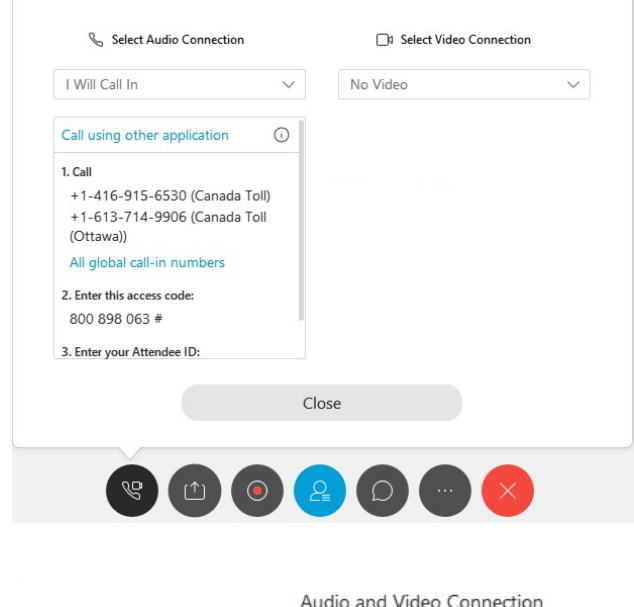 Select Audio Connection
Select Video Connection
I Will Call In
No Video
Call using other application
1. Call
+1-416-915-6530 (Canada Toll)
+1-613-714-9906 (Canada Toll
(Ottawa))
All global call-in numbers
2. Enter this access code:
800 898 063 #
3. Enter your Attendee ID:
Close
Audio and Video Connection